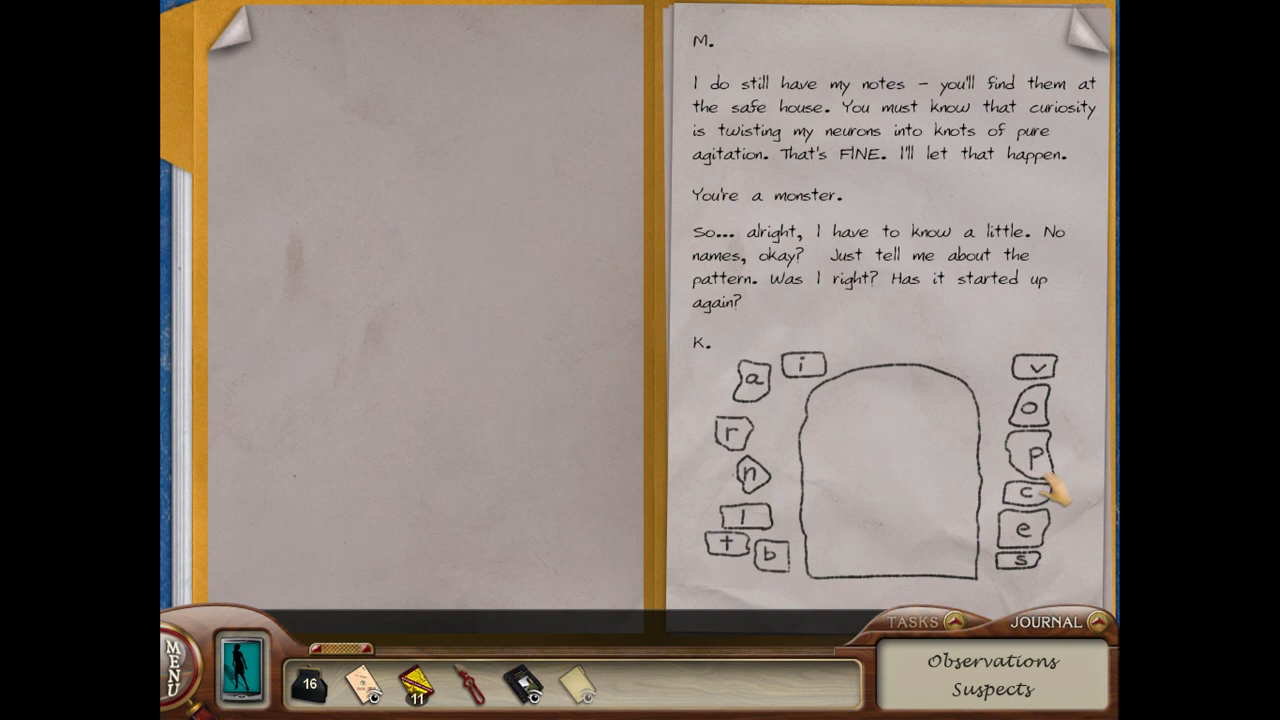 M.
I do still have my notes - you'll find them at
the safe house. You must know that curiosity
is twisting my neurons into knots of pure
agitation. That's FINE. I'll let that happen.
You're a monster.
So... alright, I have to know a little. No
names, okay? Just tell me about the
pattern. Was I right? Has it started up
again?
K.
i
a
r
n
l
t
b
v
o
p
c
e
s
TASKS
JOURNAL
MENU
16
11
Observations
Suspects